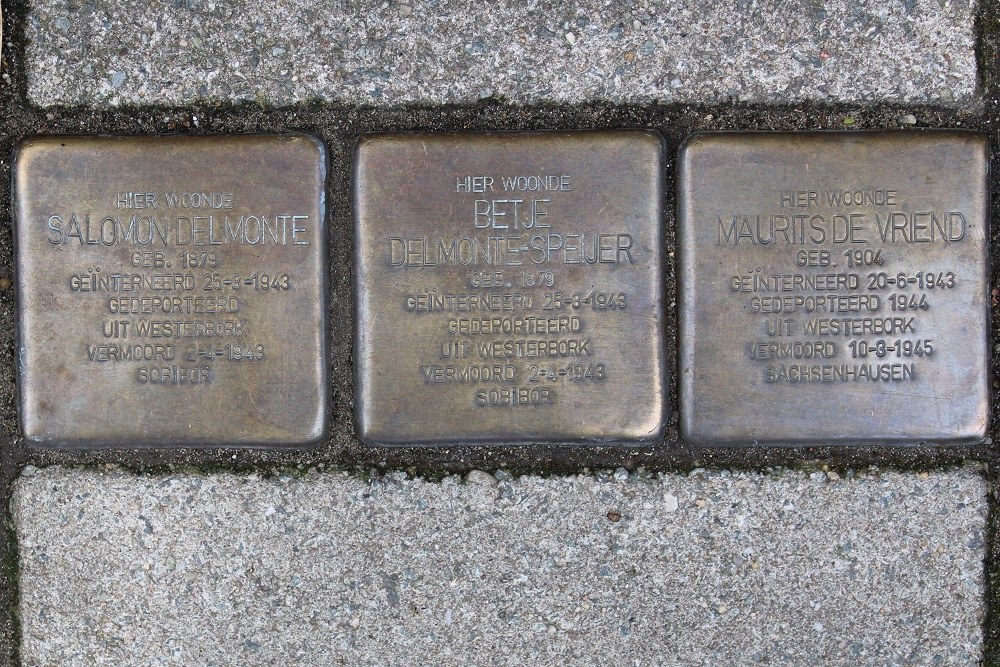 HIER WOONDE
SALOMON DELMONTE
GEB. 1879
GEÏNTERNEERD 25-3-1943
GEDEPORTEERD
UIT WESTERBORK
VERMOORD 2-4-1943
SOBIBOR
HIER WOONDE
BETJE
DELMONTE-SPEIJER
GEB. 1879
GEÏNTERNEERD 25-3-1943
GEDEPORTEERD
UIT WESTERBORK
VERMOORD 2-4-1943
SOBIBOR
HIER WOONDE
MAURITS DE VRIEND
GEB. 1904
GEÏNTERNEERD 20-6-1943
GEDEPORTEERD 1944
UIT WESTERBORK
VERMOORD 10-3-1945
SACHSENHAUSEN